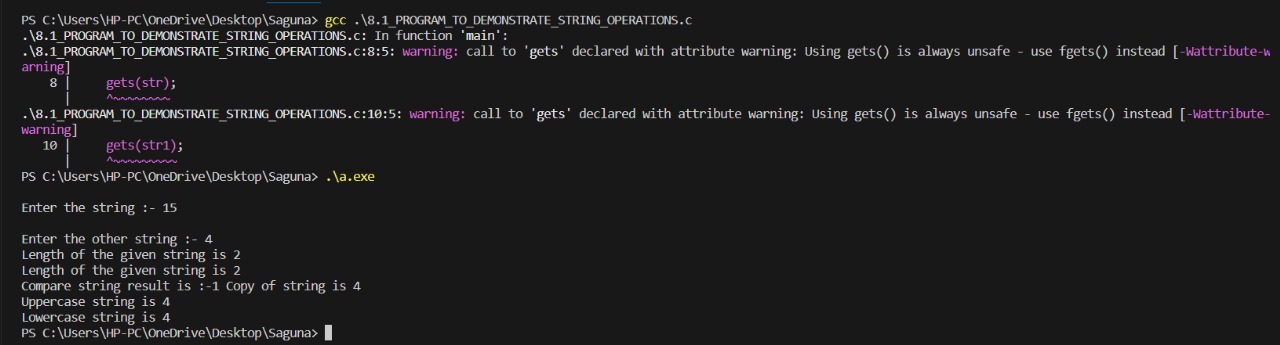 PS C:\Users\HP-PC\OneDrive\Desktop\Saguna> gcc .\8.1_PROGRAM_TO_DEMONSTRATE_STRING_OPERATIONS.c
.\8.1_PROGRAM_TO_DEMONSTRATE_STRING_OPERATIONS.c: In function 'main':
.\8.1_PROGRAM_TO_DEMONSTRATE_STRING_OPERATIONS.c:8:5: warning: call to 'gets' declared with attribute warning: Using gets() is always unsafe - use fgets() instead [-Wattribute-w
arning]
    8 |     gets(str);
      |     ^~~~~~~~~
.\8.1_PROGRAM_TO_DEMONSTRATE_STRING_OPERATIONS.c:10:5: warning: call to 'gets' declared with attribute warning: Using gets() is always unsafe - use fgets() instead [-Wattribute-
warning]
   10 |     gets(str1);
      |     ^~~~~~~~~~
PS C:\Users\HP-PC\OneDrive\Desktop\Saguna> .\a.exe

Enter the string :- 15

Enter the other string :- 4
Length of the given string is 2
Length of the given string is 2
Compare string result is :-1 Copy of string is 4
Uppercase string is 4
Lowercase string is 4
PS C:\Users\HP-PC\OneDrive\Desktop\Saguna>